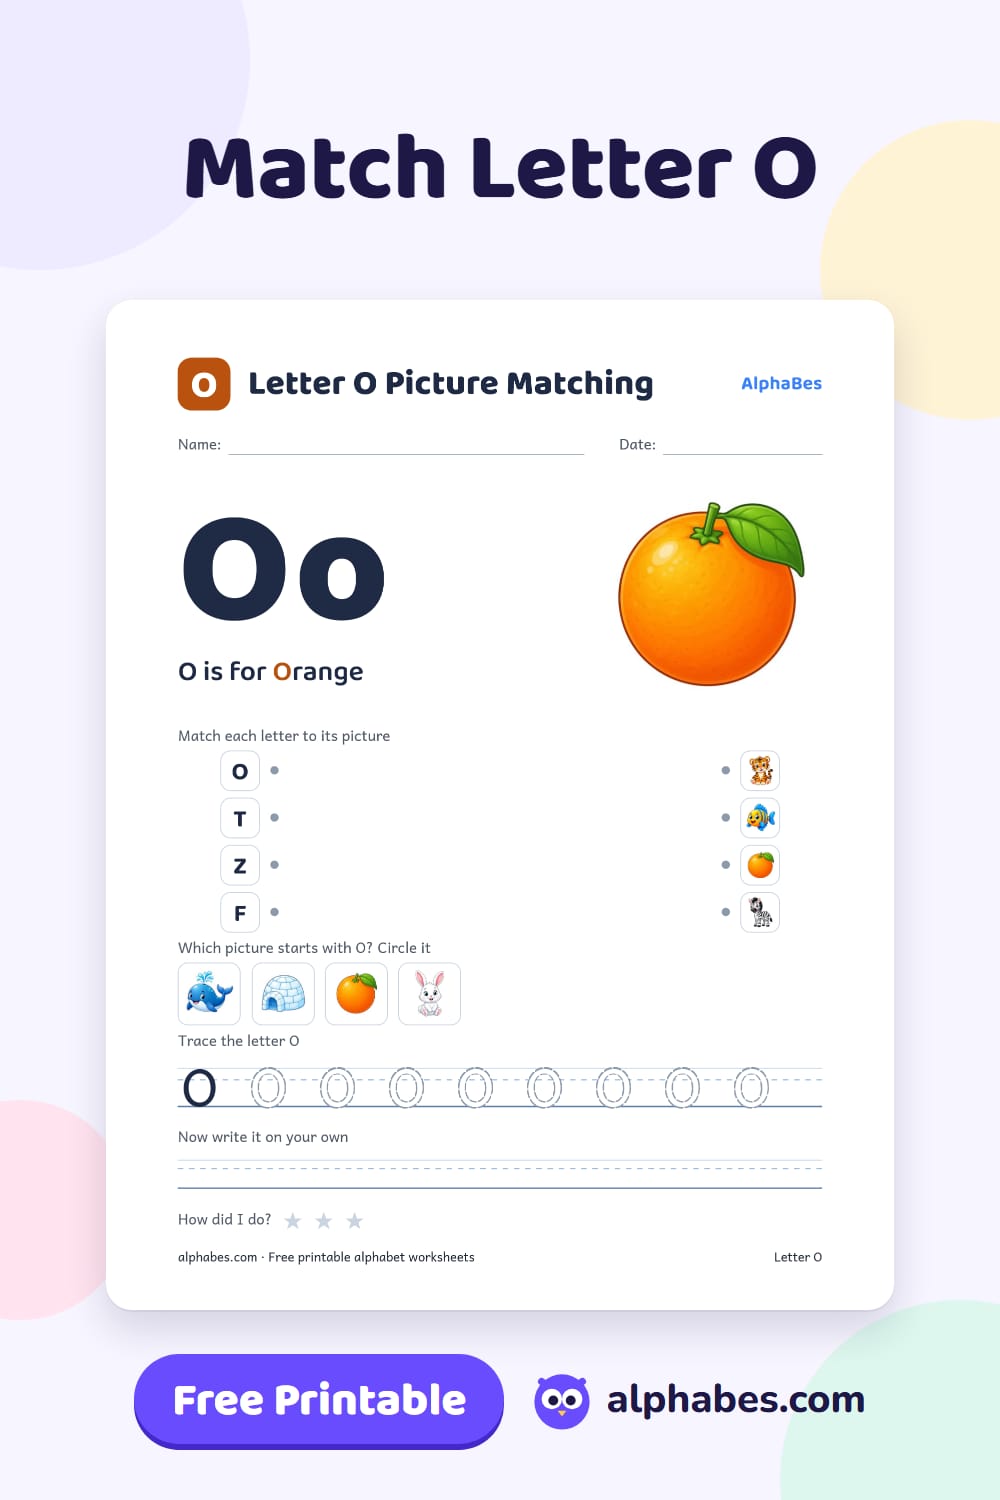 Match Letter O
O Letter O Picture Matching AlphaBes
Name: Date:
Oo
O is for Orange
Match each letter to its picture
O
T
Z
F
Which picture starts with O? Circle it
Trace the letter O
O O O O O O O O O
Now write it on your own
How did I do?
alphabes.com · Free printable alphabet worksheets Letter O
Free Printable alphabes.com